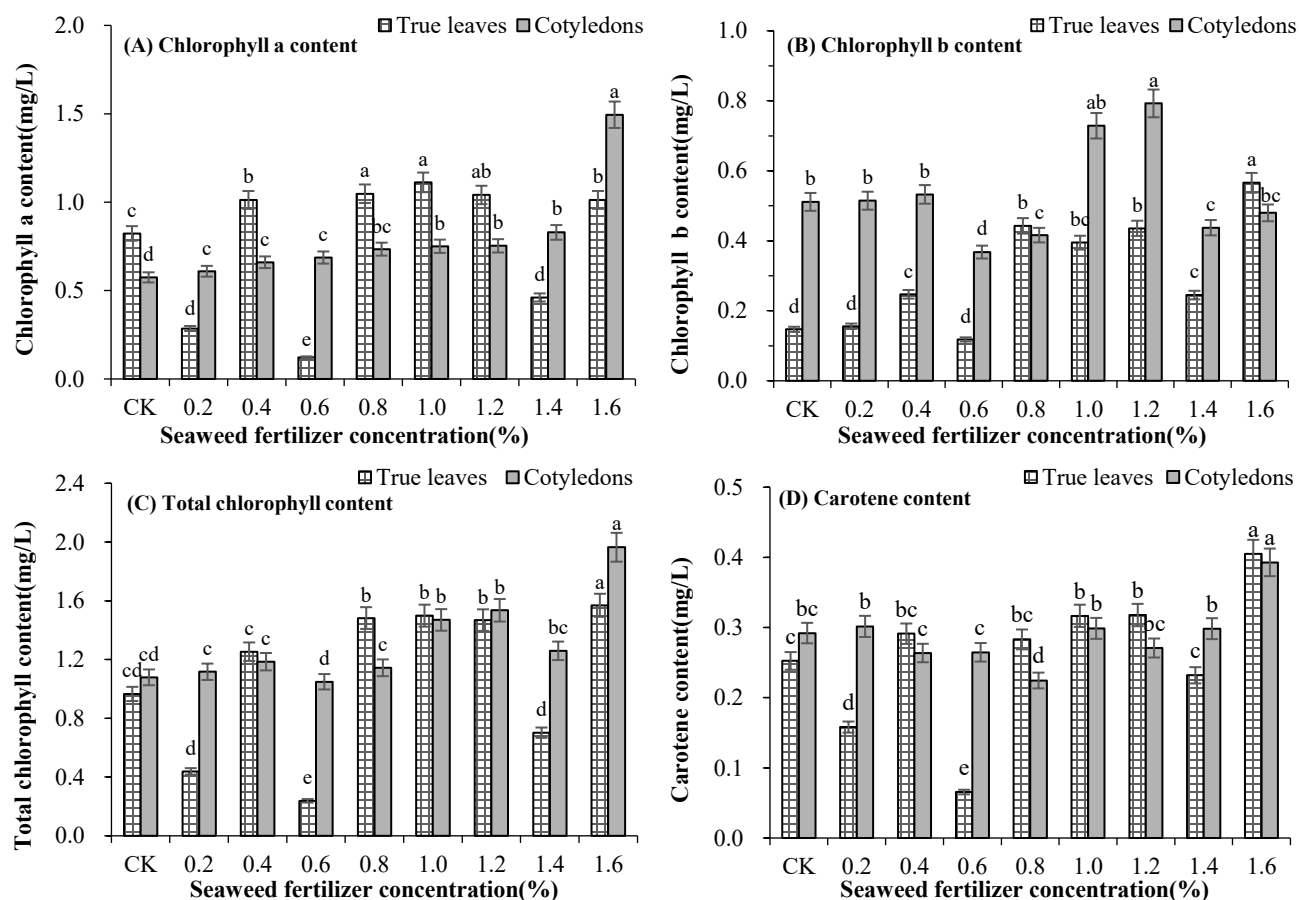 True leaves Cotyledons
(A) Chlorophyll a content
Chlorophyll a content(mg/L)
2.0
1.5
1.0
0.5
0.0
c d d c b c e c a bc a b ab b d b b a
CK 0.2 0.4 0.6 0.8 1.0 1.2 1.4 1.6
Seaweed fertilizer concentration(%)
True leaves Cotyledons
(B) Chlorophyll b content
Chlorophyll b content(mg/L)
1.0
0.8
0.6
0.4
0.2
0.0
d b d b c b d d b c bc ab b a d c a bc
CK 0.2 0.4 0.6 0.8 1.0 1.2 1.4 1.6
Seaweed fertilizer concentration(%)
True leaves Cotyledons
(C) Total chlorophyll content
Total chlorophyll content(mg/L)
2.4
2.0
1.6
1.2
0.8
0.4
0.0
cd cd d c c c e d b c b b b b d bc a a
CK 0.2 0.4 0.6 0.8 1.0 1.2 1.4 1.6
Seaweed fertilizer concentration(%)
True leaves Cotyledons
(D) Carotene content
Carotene content(mg/L)
0.5
0.4
0.3
0.2
0.1
0.0
c bc d b bc c e c bc d b b b bc c b a a
CK 0.2 0.4 0.6 0.8 1.0 1.2 1.4 1.6
Seaweed fertilizer concentration(%)